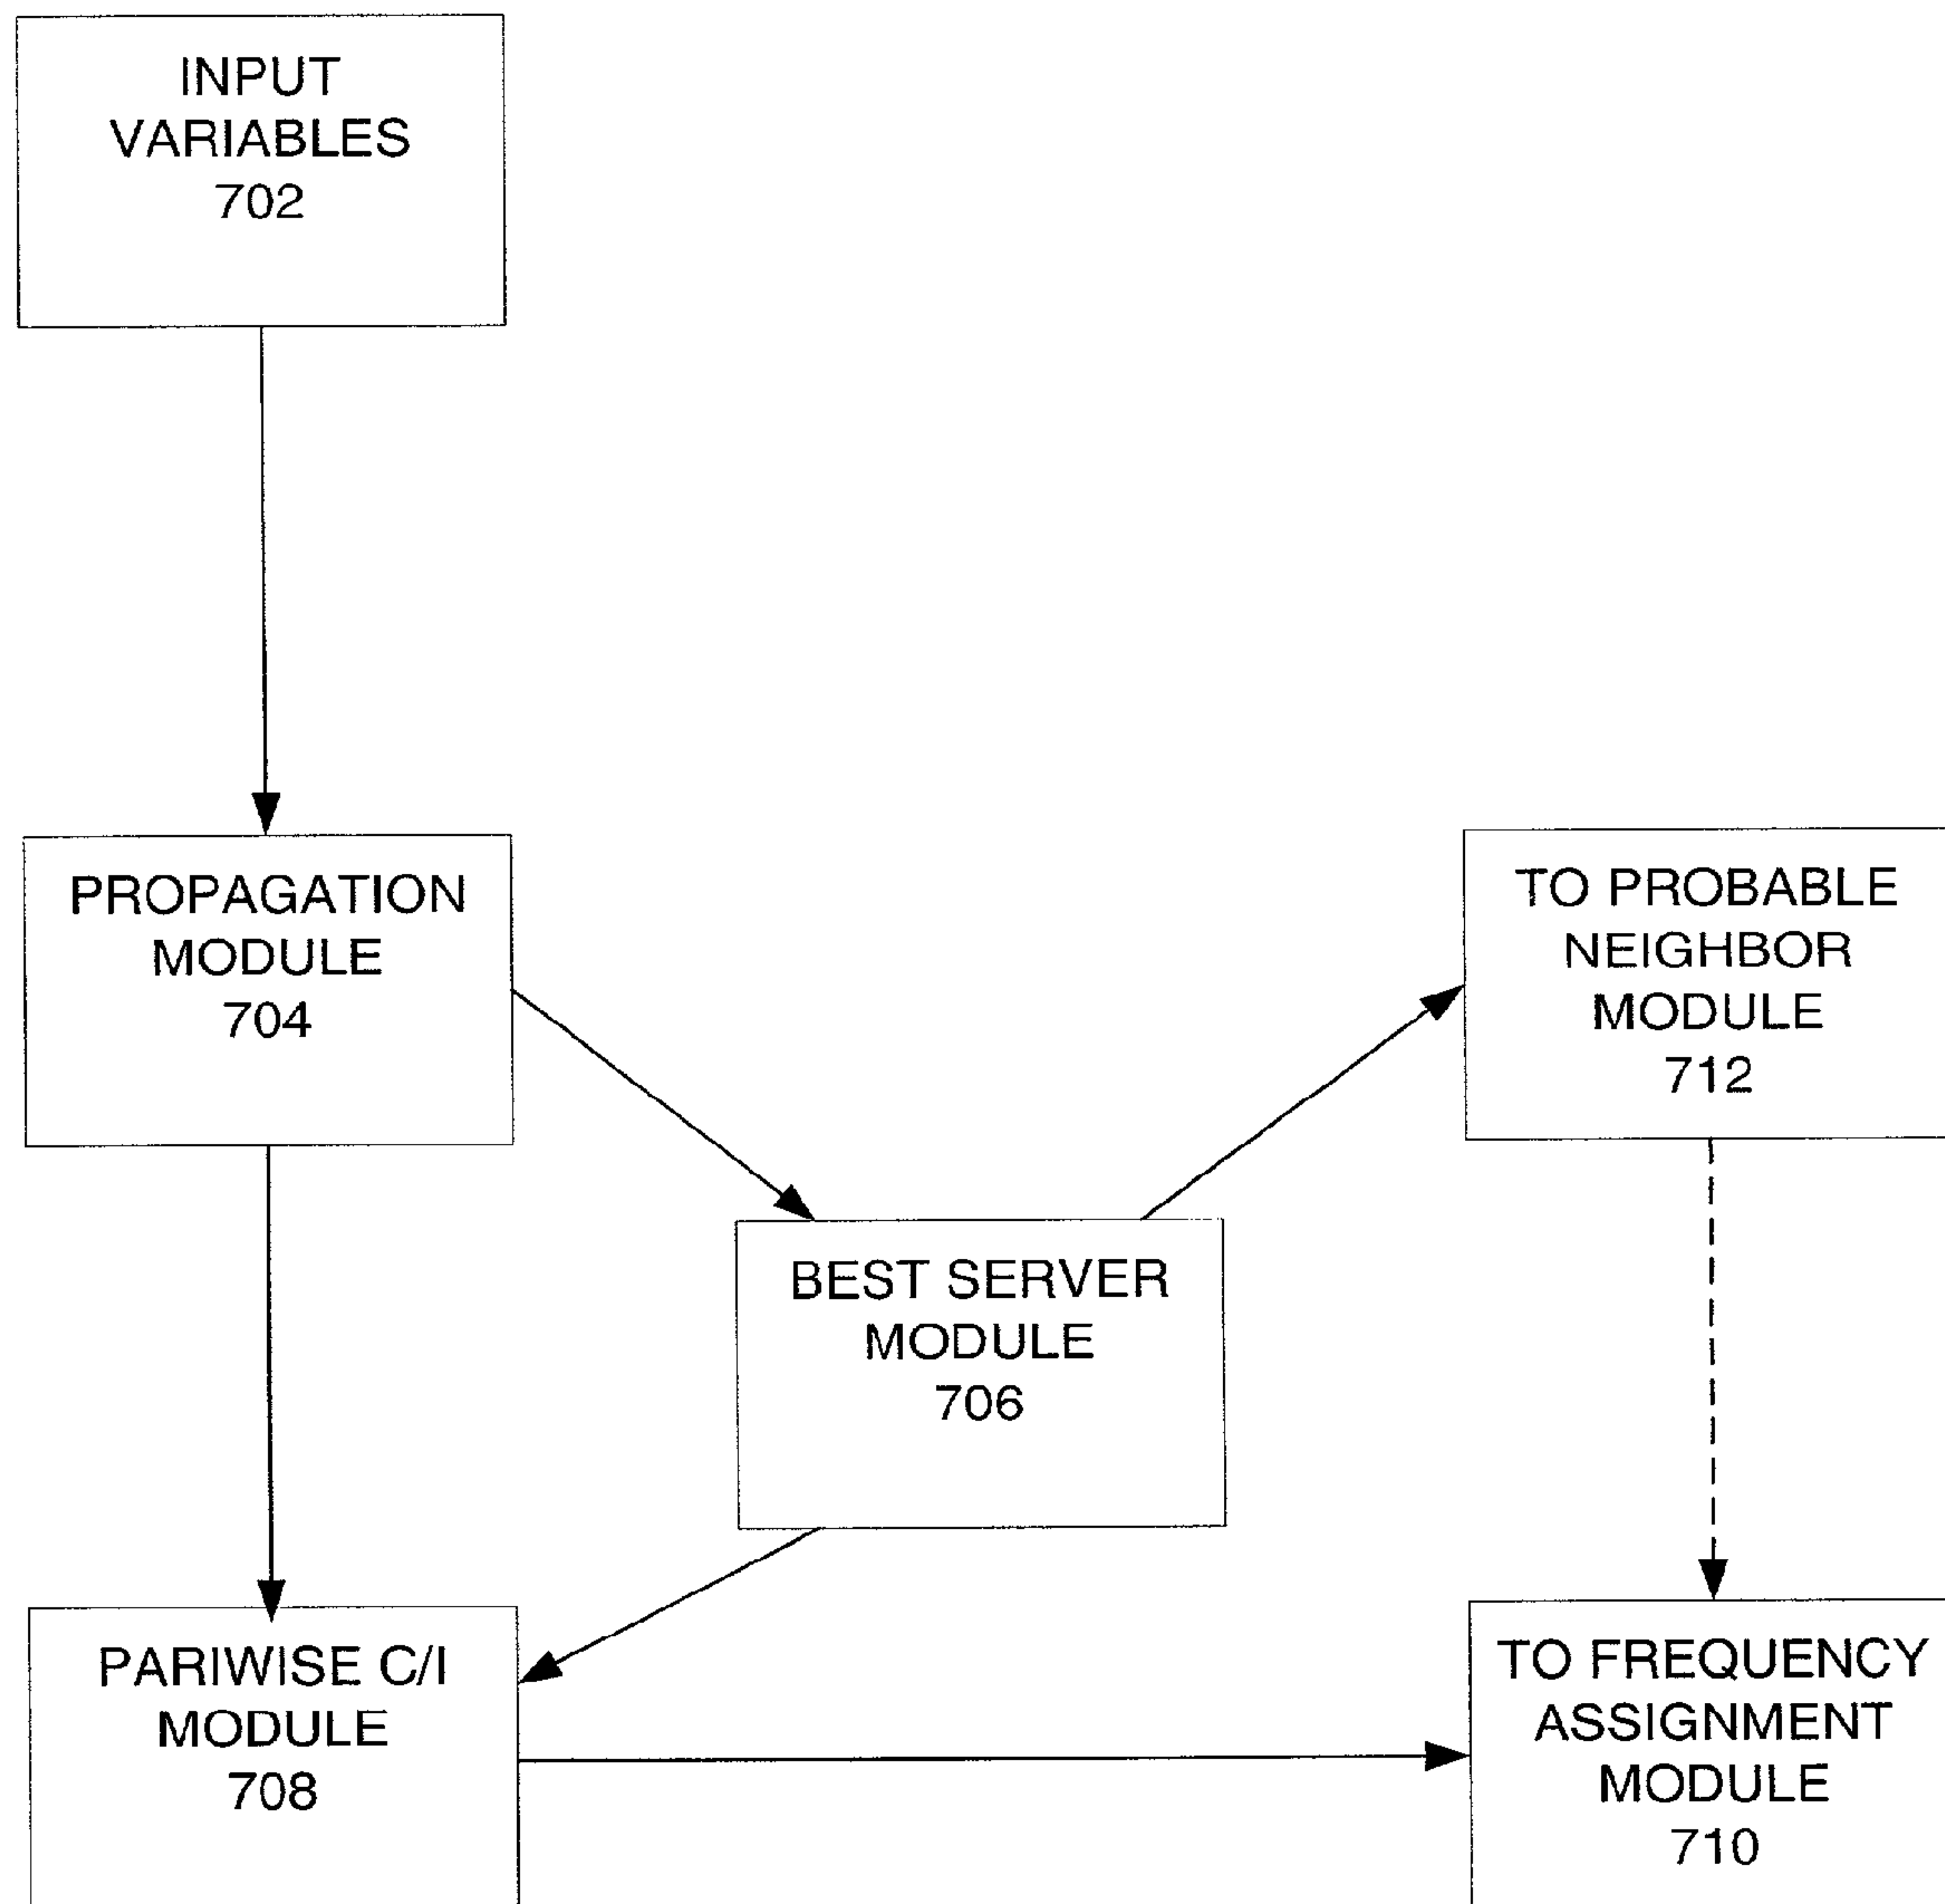 INPUT
VARIABLES
702
PROPAGATION
MODULE
704
TO PROBABLE
NEIGHBOR
MODULE
712
BEST SERVER
MODULE
706
PARIWISE C/I
MODULE
708
TO FREQUENCY
ASSIGNMENT
MODULE
710